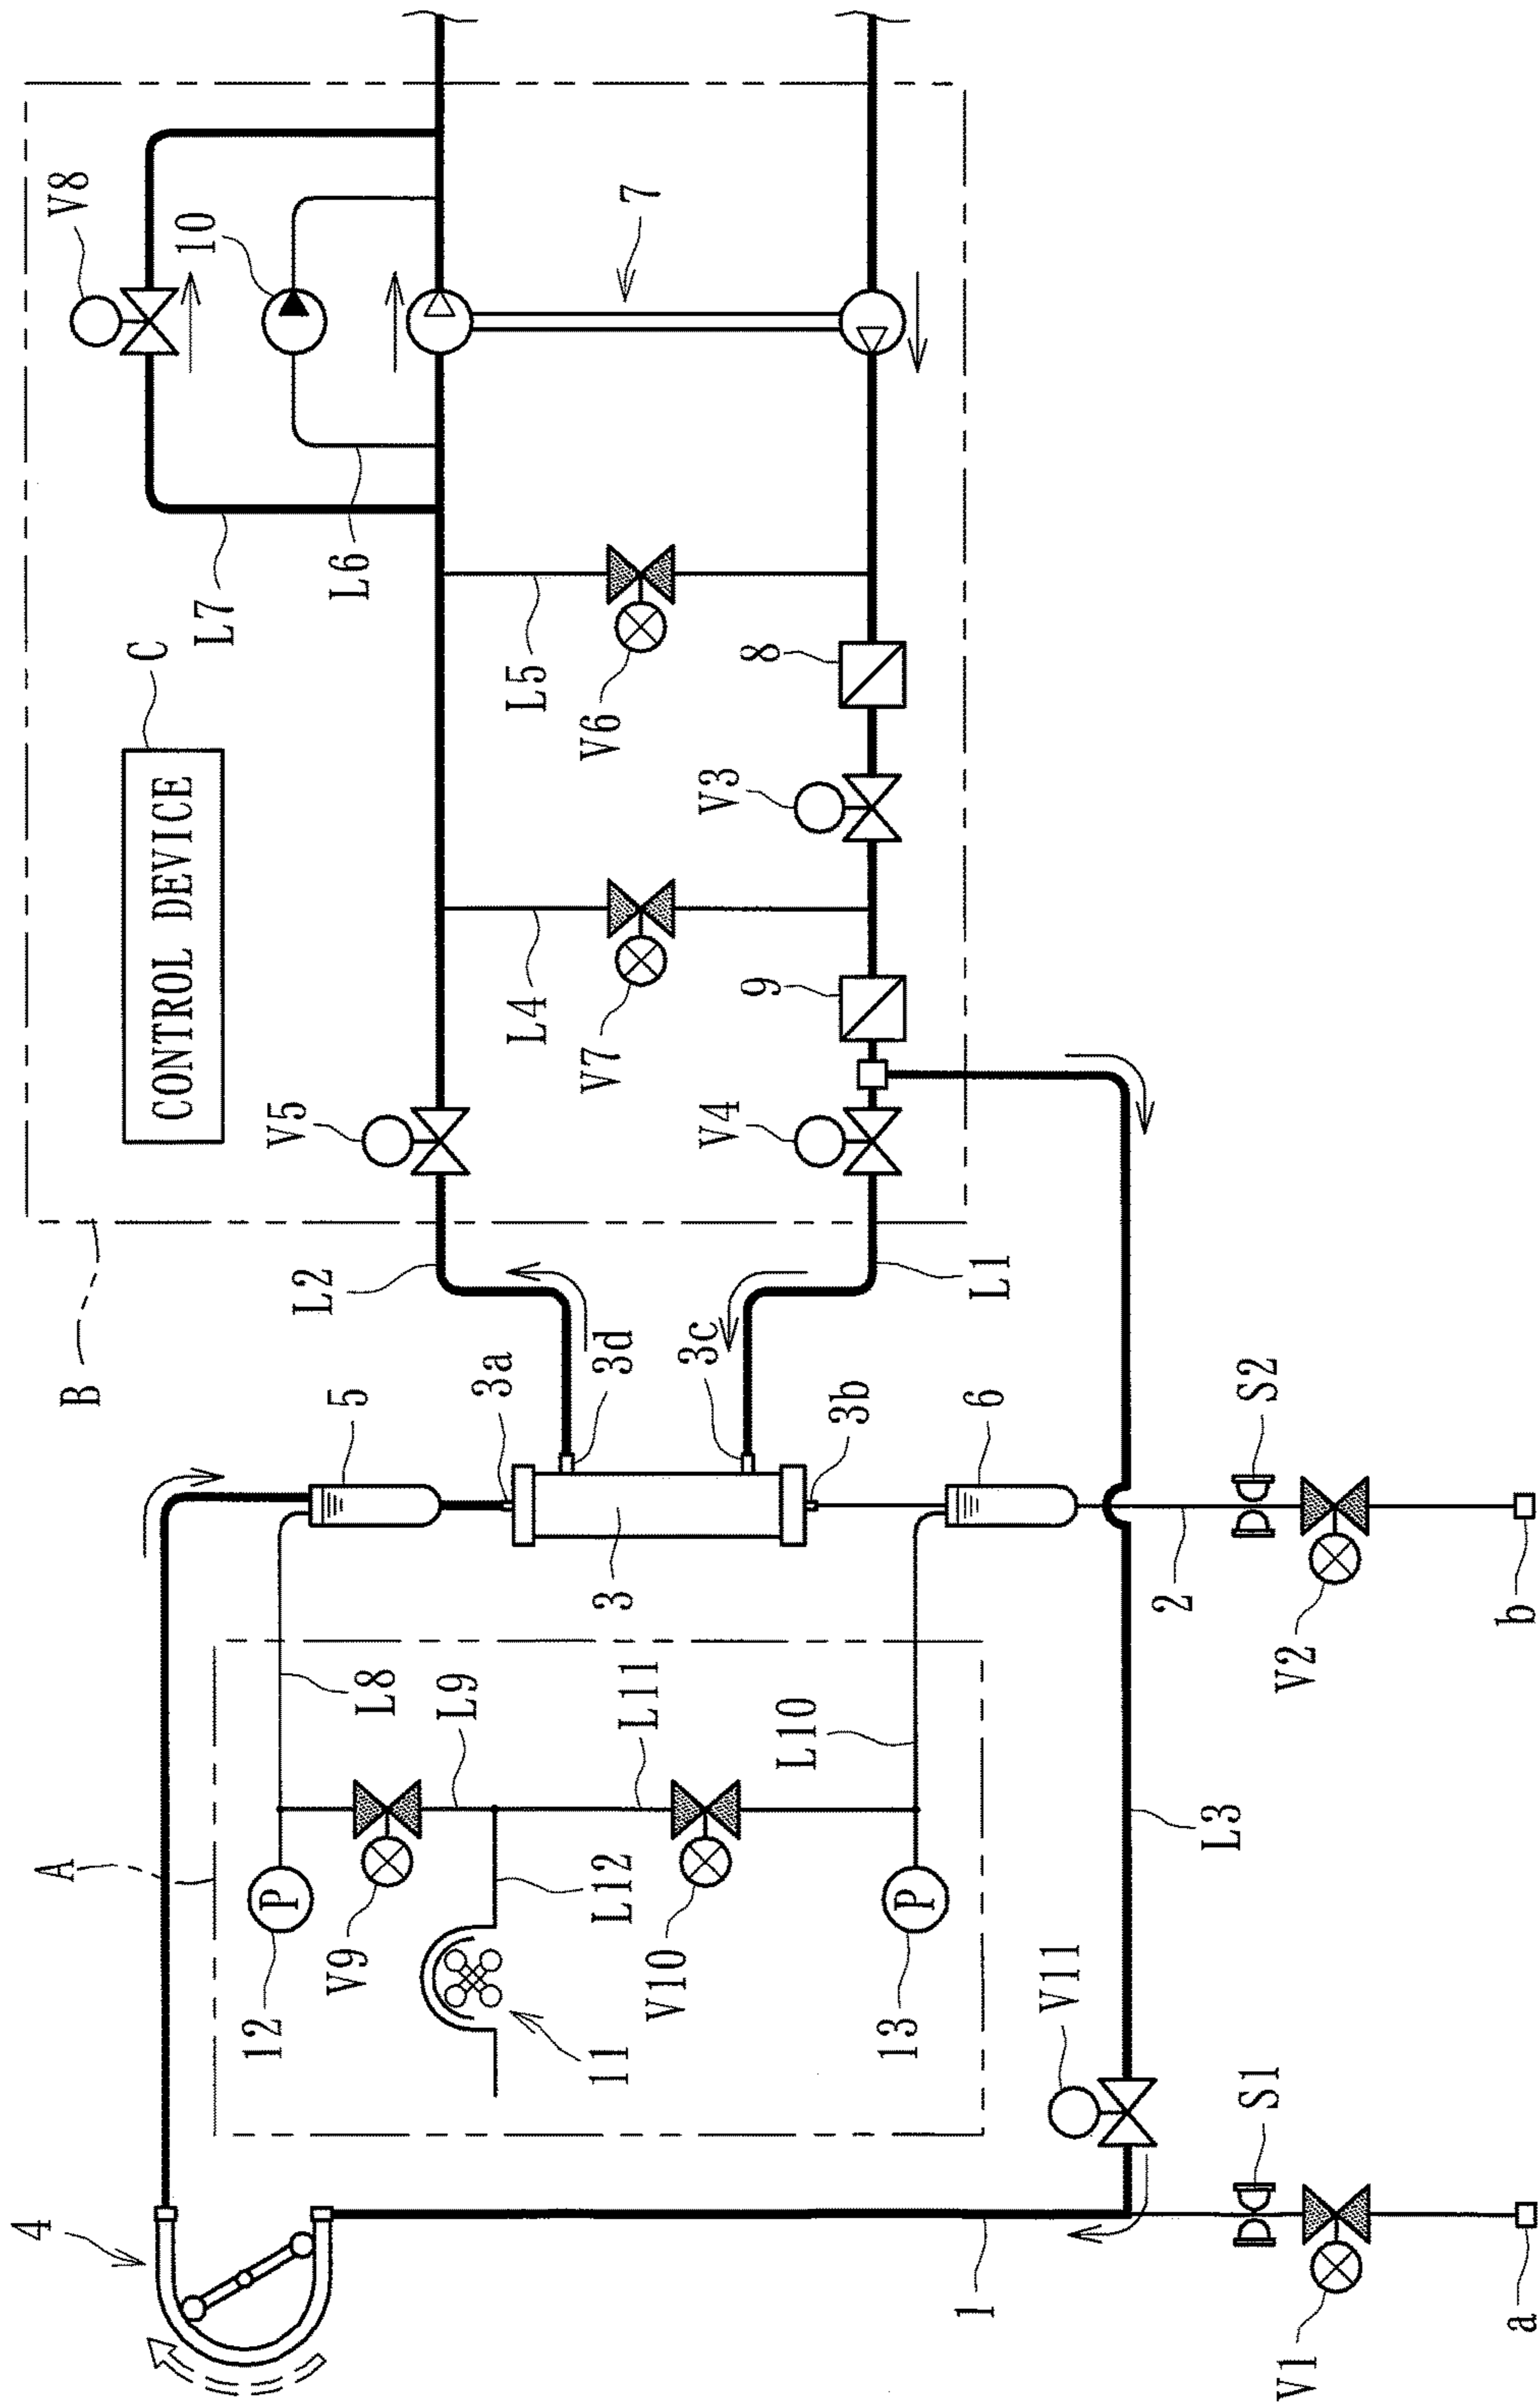 4
A
B
CONTROL DEVICE
C
V8
10
L7
L6
7
12
P
L8
5
V5
L2
V9
L9
3a
3d
L4
L5
11
L12
L11
3
V7
V6
V10
L10
3c
V4
9
V3
8
13
P
3b
L1
6
V11
L3
2
1
S1
S2
V1
V2
a
b